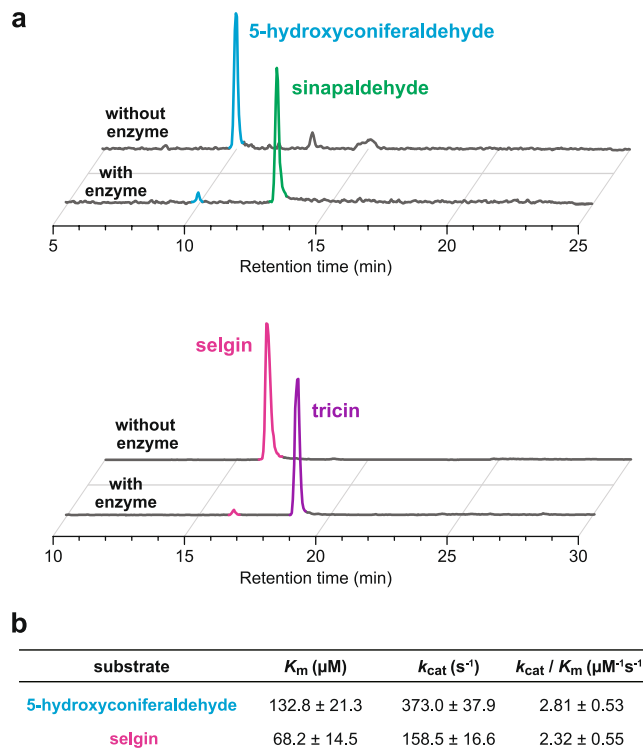 a
5-hydroxyconiferaldehyde
sinapaldehyde
without
enzyme
with
enzyme
5 10 15 20 25
Retention time (min)
selgin
tricin
without
enzyme
with
enzyme
10 15 20 25 30
Retention time (min)
b
substrate Km (µM) kcat (s⁻¹) kcat / Km (µM⁻¹s⁻¹)
5-hydroxyconiferaldehyde 132.8 ± 21.3 373.0 ± 37.9 2.81 ± 0.53
selgin 68.2 ± 14.5 158.5 ± 16.6 2.32 ± 0.55